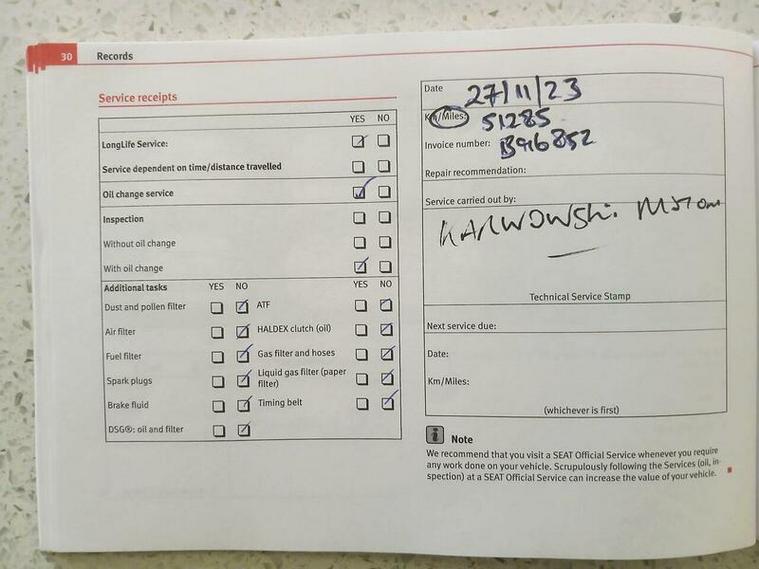 30 Records
Service receipts
YES NO
LongLife Service:
Service dependent on time/distance travelled
Oil change service
Inspection
Without oil change
With oil change
Additional tasks YES NO YES NO
Dust and pollen filter ATF
Air filter HALDEX clutch (oil)
Fuel filter Gas filter and hoses
Spark plugs Liquid gas filter (paper
filter)
Brake fluid Timing belt
DSG®: oil and filter
Date 27/11/23
Km/Miles: 51285
Invoice number: B916852
Repair recommendation:
Service carried out by:
KARWOWSKI MOTOR
Technical Service Stamp
Next service due:
Date:
Km/Miles:
(whichever is first)
i Note
We recommend that you visit a SEAT Official Service whenever you require
any work done on your vehicle. Scrupulously following the Services (oil, in-
spection) at a SEAT Official Service can increase the value of your vehicle.